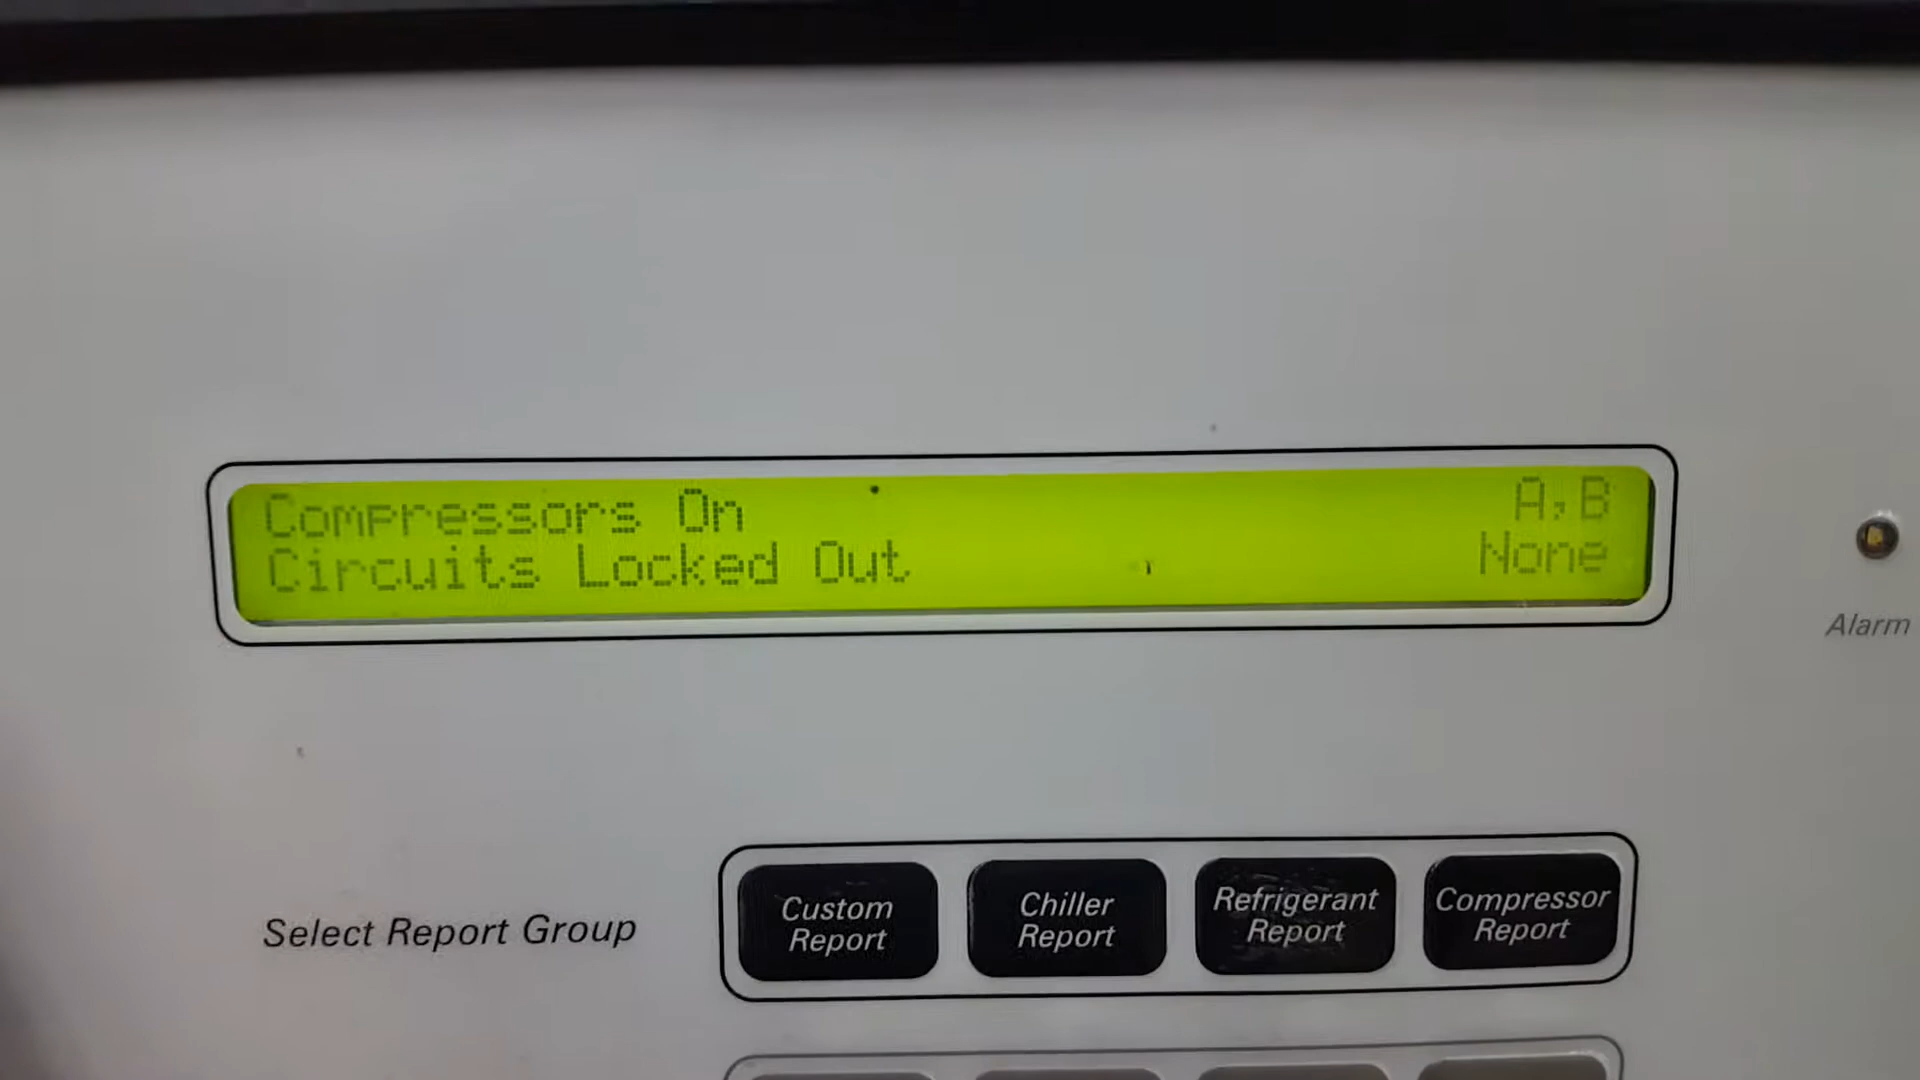 Compressors On A,B
Circuits Locked Out None
Alarm
Select Report Group
Custom Report
Chiller Report
Refrigerant Report
Compressor Report